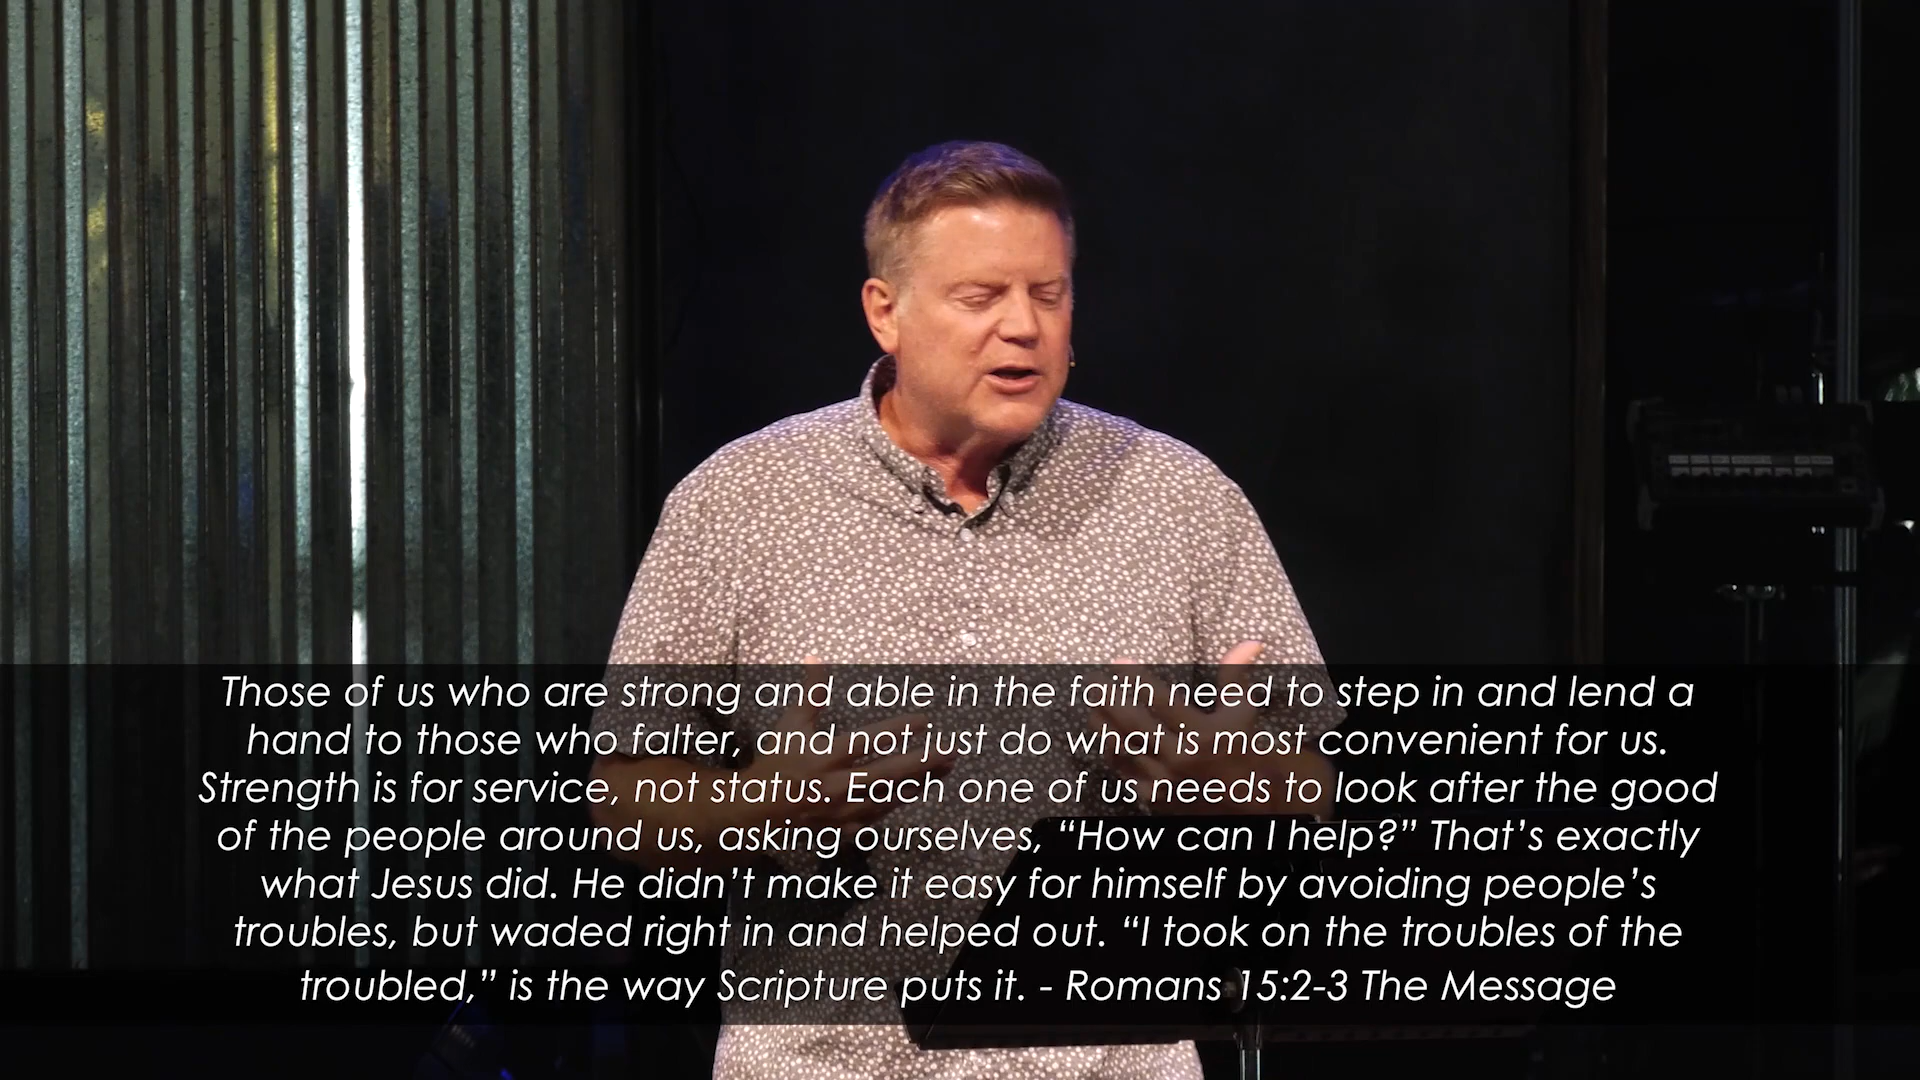 Those of us who are strong and able in the faith need to step in and lend a
hand to those who falter, and not just do what is most convenient for us.
Strength is for service, not status. Each one of us needs to look after the good
of the people around us, asking ourselves, “How can I help?” That’s exactly
what Jesus did. He didn’t make it easy for himself by avoiding people’s
troubles, but waded right in and helped out. “I took on the troubles of the
troubled,” is the way Scripture puts it. - Romans 15:2-3 The Message